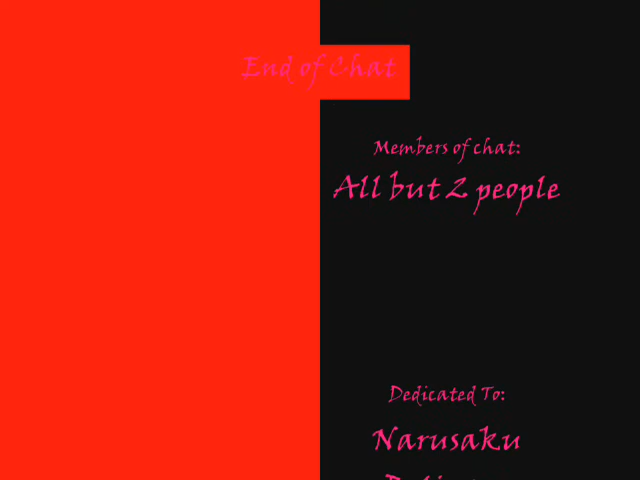 End of Chat
Members of chat:
All but 2 people
Dedicated To:
Narusaku